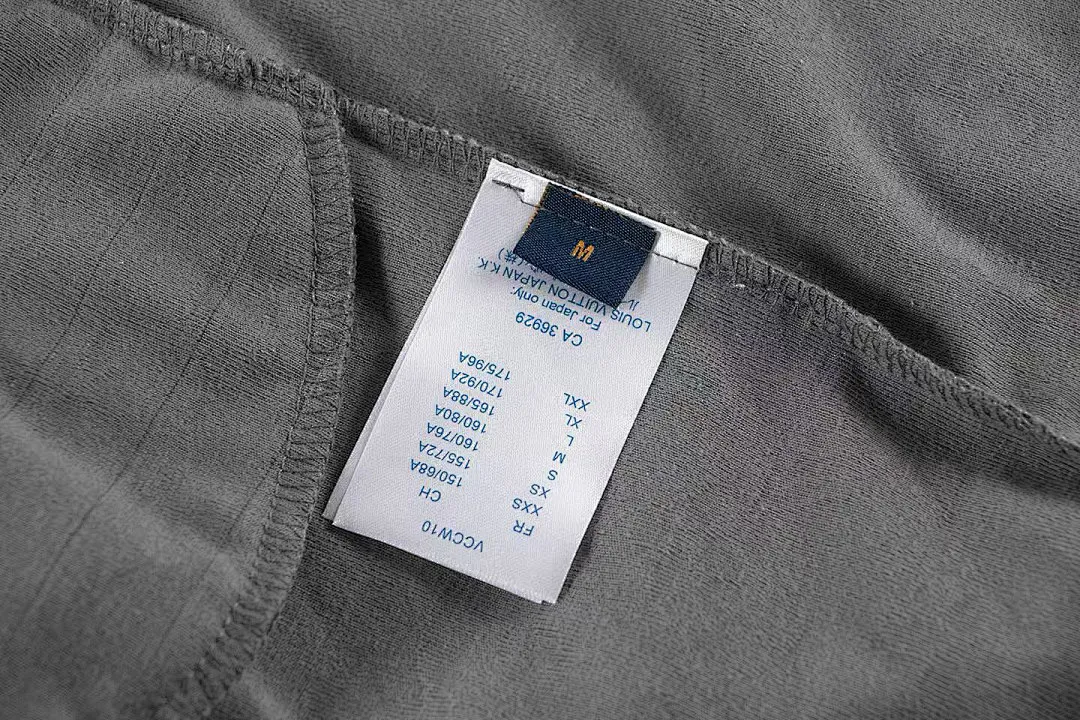 VCCW10
FR CH
XXS 150/68A
XS 155/72A
S 160/76A
M 160/80A
L 165/88A
XL 170/92A
XXL 175/96A
CA 36929
For Japan only:
LOUIS VUITTON JAPAN K.K.
(株)
M